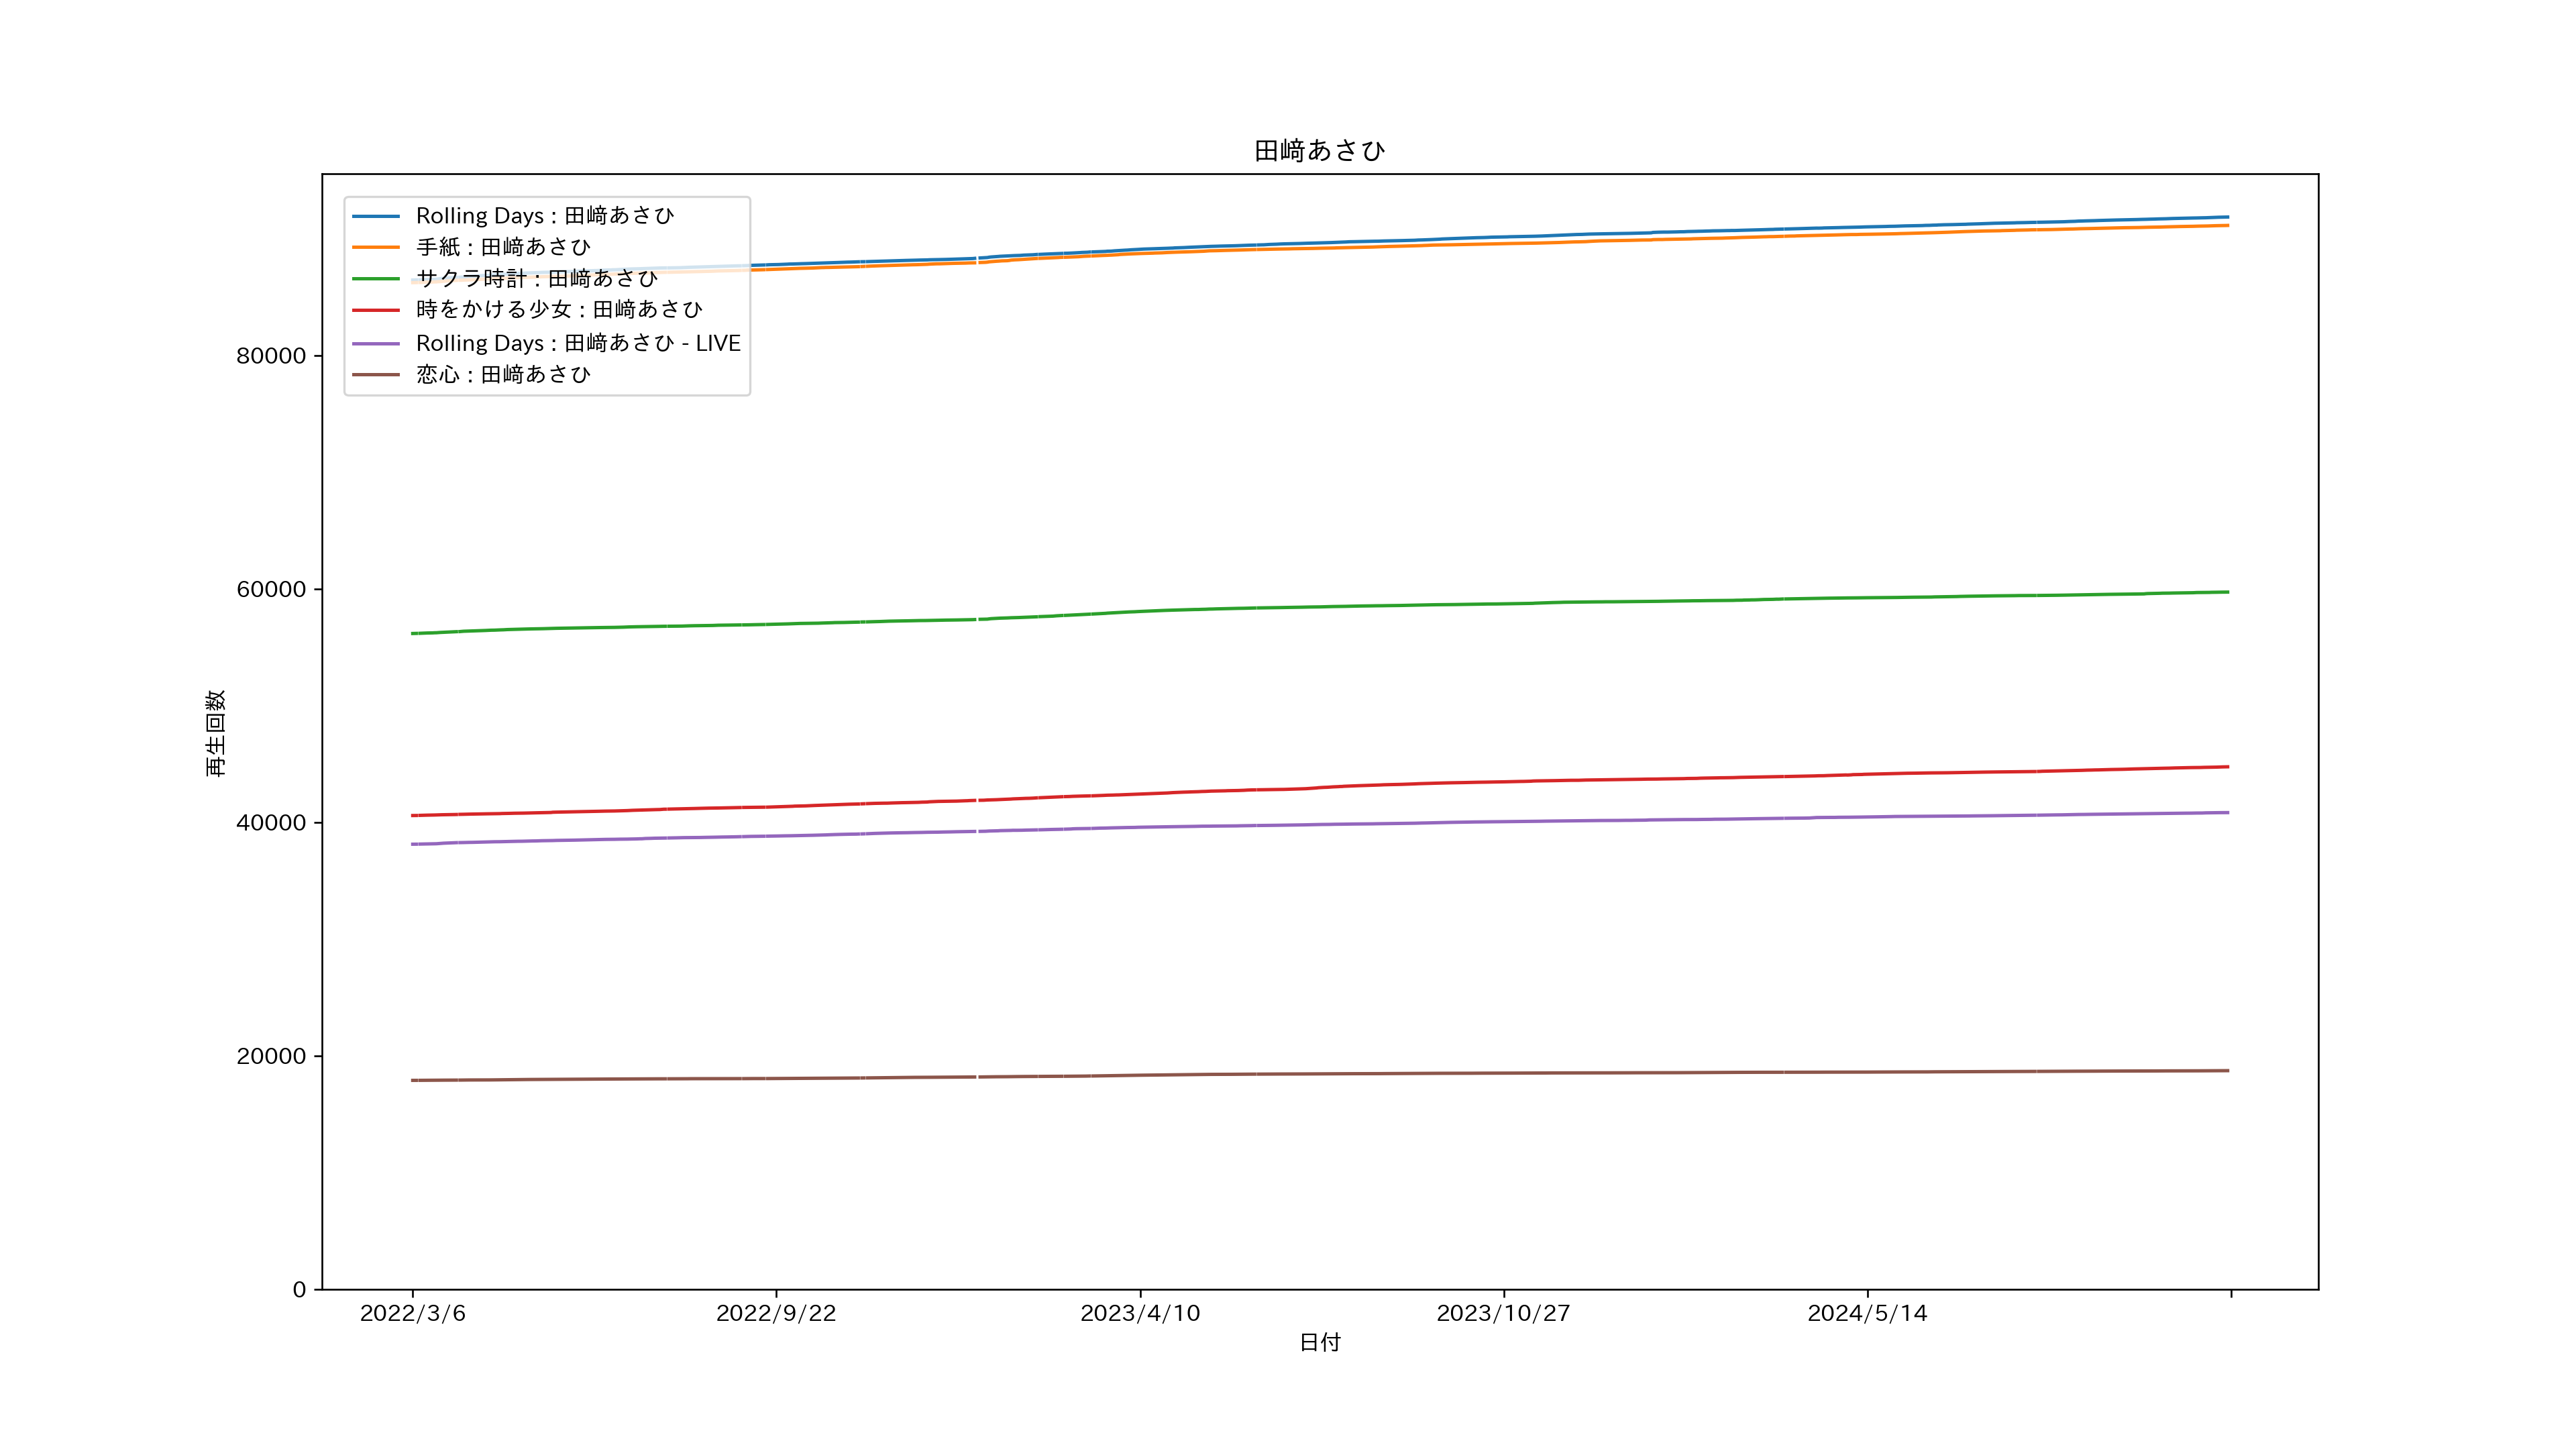 田﨑あさひ
Rolling Days : 田﨑あさひ
手紙 : 田﨑あさひ
サクラ時計 : 田﨑あさひ
時をかける少女 : 田﨑あさひ
Rolling Days : 田﨑あさひ - LIVE
恋心 : 田﨑あさひ
再生回数
80000
60000
40000
20000
0
2022/3/6
2022/9/22
2023/4/10
2023/10/27
2024/5/14
日付